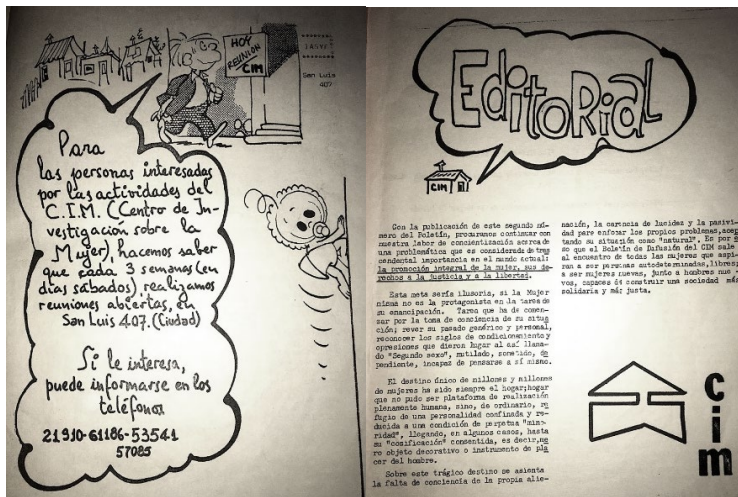 HOY
REUNION
CIM
San Luis
407
Para
las personas interesadas
por las actividades del
C.I.M. (Centro de In-
vestigación sobre la
Mujer), hacemos saber
que cada 3 semanas (en
días sábados) realizamos
reuniones abiertas, en
San Luis 407. (Ciudad)
Si le interesa,
puede informarse en los
teléfonos
21910-61186-53541
57085
Editorial
CIM
Con la publicación de este segundo nú-
mero del Boletín, procuramos continuar con
nuestra labor de concientización acerca de
una problemática que es considerada de tras
cendental importancia en el mundo actual:
la promoción integral de la mujer, sus de-
rechos a la justicia y a la libertad.
Esta meta sería ilusoria, si la Mujer
misma no es la protagonista en la tarea de
su emancipación. Tarea que ha de comen-
zar por la toma de conciencia de su situa
ción; rever su pasado genérico y personal,
reconocer los siglos de condicionamiento y
opresiones que dieron lugar al así llama-
do "Segundo sexo", mutilado, sometido, de
pendiente, incapaz de pensarse a sí mismo.
El destino único de millones y millones
de mujeres ha sido siempre el hogar; hogar
que no pudo ser plataforma de realización
plenamente humana, sino, de ordinario, re
fugio de una personalidad confinada y re-
ducida a una condición de perpetua "mino-
ridad", llegando, en algunos casos, hasta
su "cosificación" consentida, es decir, me
ro objeto decorativo o instrumento de pla
cer del hombre.
Sobre este trágico destino se asienta
la falta de conciencia de la propia alie-
nación, la carencia de lucidez y la pasivi-
dad para enfocar los propios problemas, acep
tando su situación como "natural". Es por e
so que el Boletín de Difusión del CIM sale
al encuentro de todas las mujeres que aspi-
ran a ser personas autodeterminadas, libres;
a ser mujeres nuevas, junto a hombres nue-
vos, capaces de construir una sociedad más
solidaria y más justa.
cim